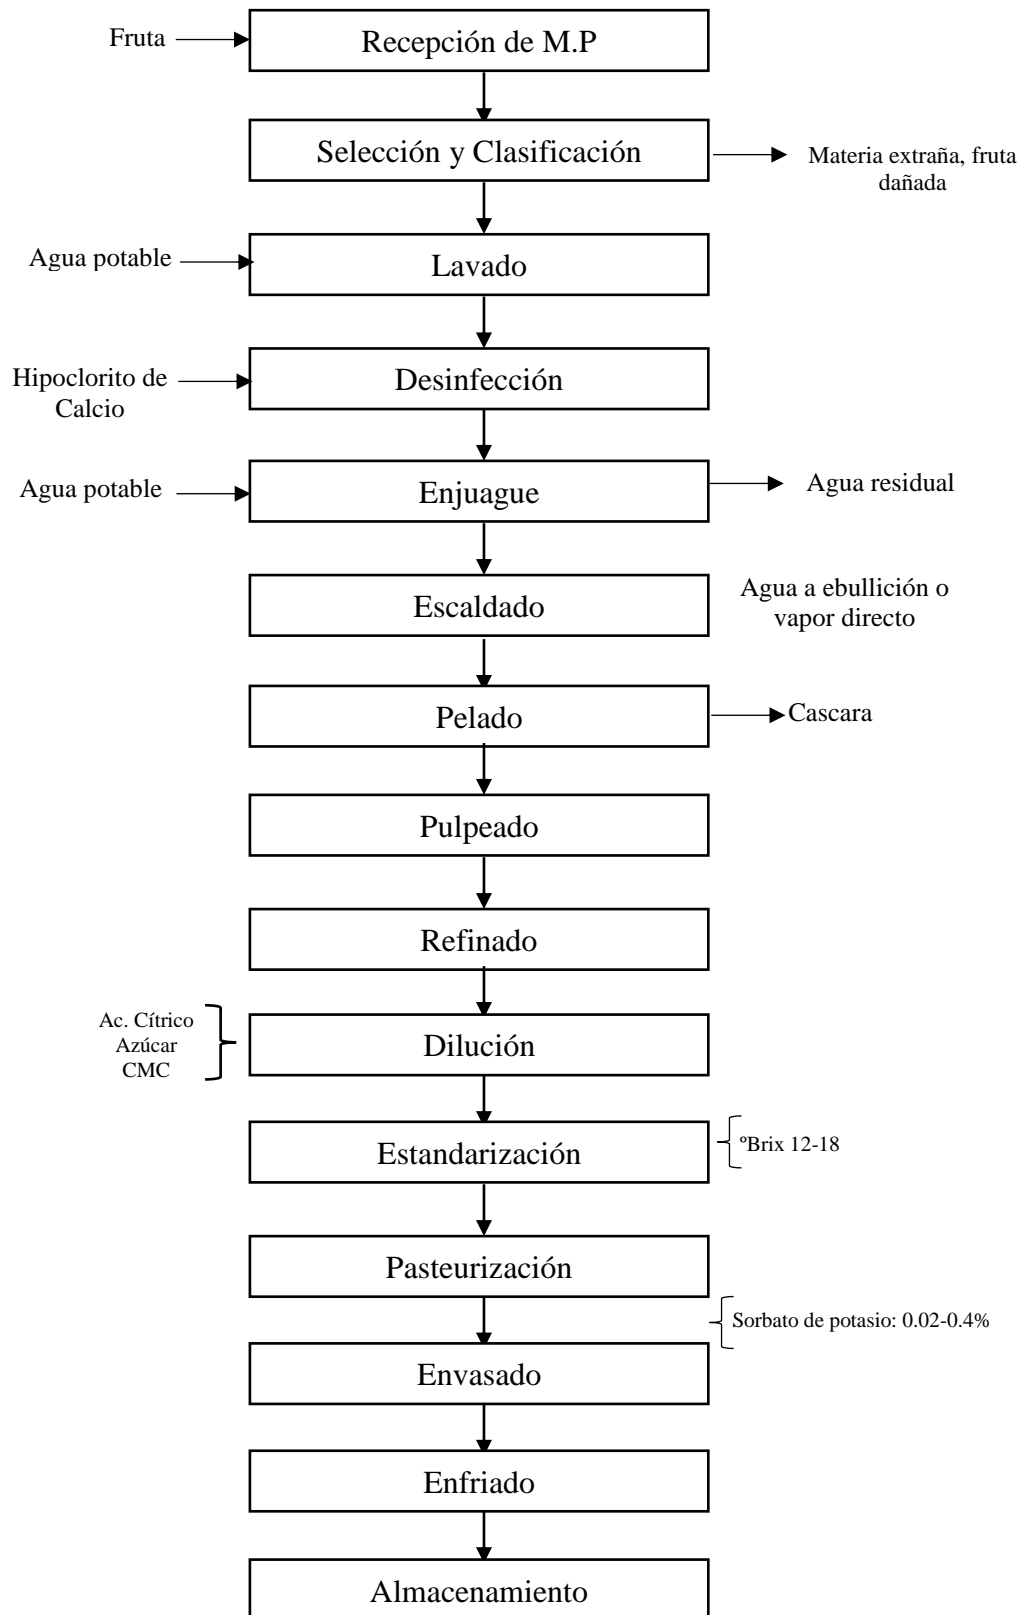 Fruta
Recepción de M.P
Selección y Clasificación
Materia extraña, fruta
dañada
Agua potable
Lavado
Hipoclorito de
Calcio
Desinfección
Agua potable
Enjuague
Agua residual
Escaldado
Agua a ebullición o
vapor directo
Pelado
Cascara
Pulpeado
Refinado
Ac. Cítrico
Azúcar
CMC
Dilución
Estandarización
ºBrix 12-18
Pasteurización
Sorbato de potasio: 0.02-0.4%
Envasado
Enfriado
Almacenamiento